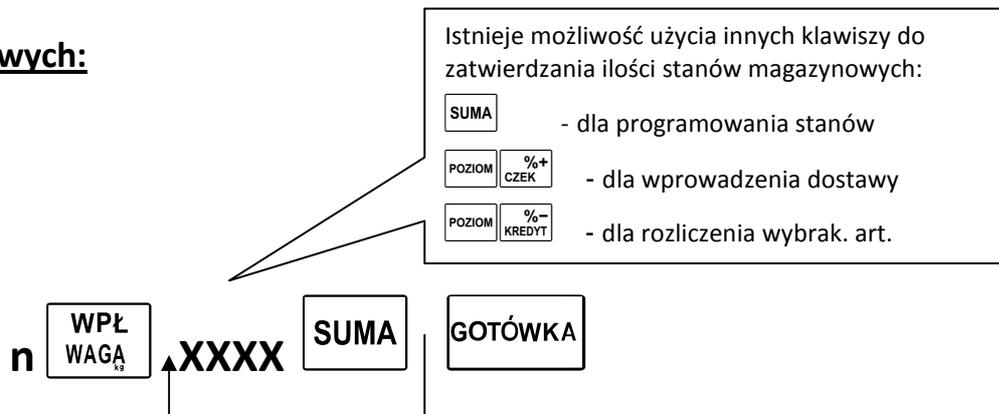 wych:
Istnieje możliwość użycia innych klawiszy do
zatwierdzania ilości stanów magazynowych:
SUMA - dla programowania stanów
POZIOM %+ CZEK - dla wprowadzenia dostawy
POZIOM %− KREDYT - dla rozliczenia wybrak. art.
n WPŁ WAGA kg XXXX SUMA GOTÓWKA